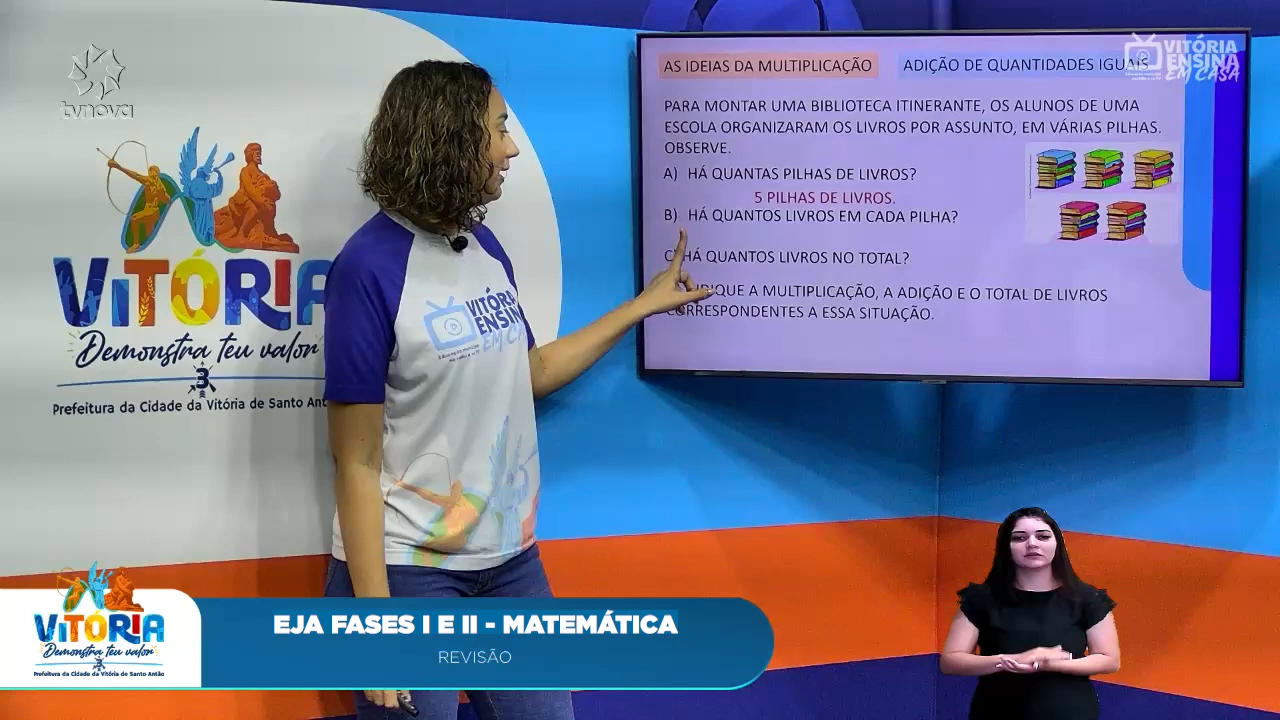 tvnova
VITÓRIA
Demonstra teu valor
3
Prefeitura da Cidade da Vitória de Santo Antão
VITÓRIA
ENSINA
EM CASA
AS IDEIAS DA MULTIPLICAÇÃO
ADIÇÃO DE QUANTIDADES IGUAIS
VITÓRIA
ENSINA
EM CASA
PARA MONTAR UMA BIBLIOTECA ITINERANTE, OS ALUNOS DE UMA
ESCOLA ORGANIZARAM OS LIVROS POR ASSUNTO, EM VÁRIAS PILHAS.
OBSERVE.
A) HÁ QUANTAS PILHAS DE LIVROS?
5 PILHAS DE LIVROS.
B) HÁ QUANTOS LIVROS EM CADA PILHA?
C) HÁ QUANTOS LIVROS NO TOTAL?
A MULTIPLICAÇÃO, A ADIÇÃO E O TOTAL DE LIVROS
CORRESPONDENTES A ESSA SITUAÇÃO.
VITÓRIA
Demonstra teu valor
3
Prefeitura da Cidade da Vitória de Santo Antão
EJA FASES I E II - MATEMÁTICA
REVISÃO